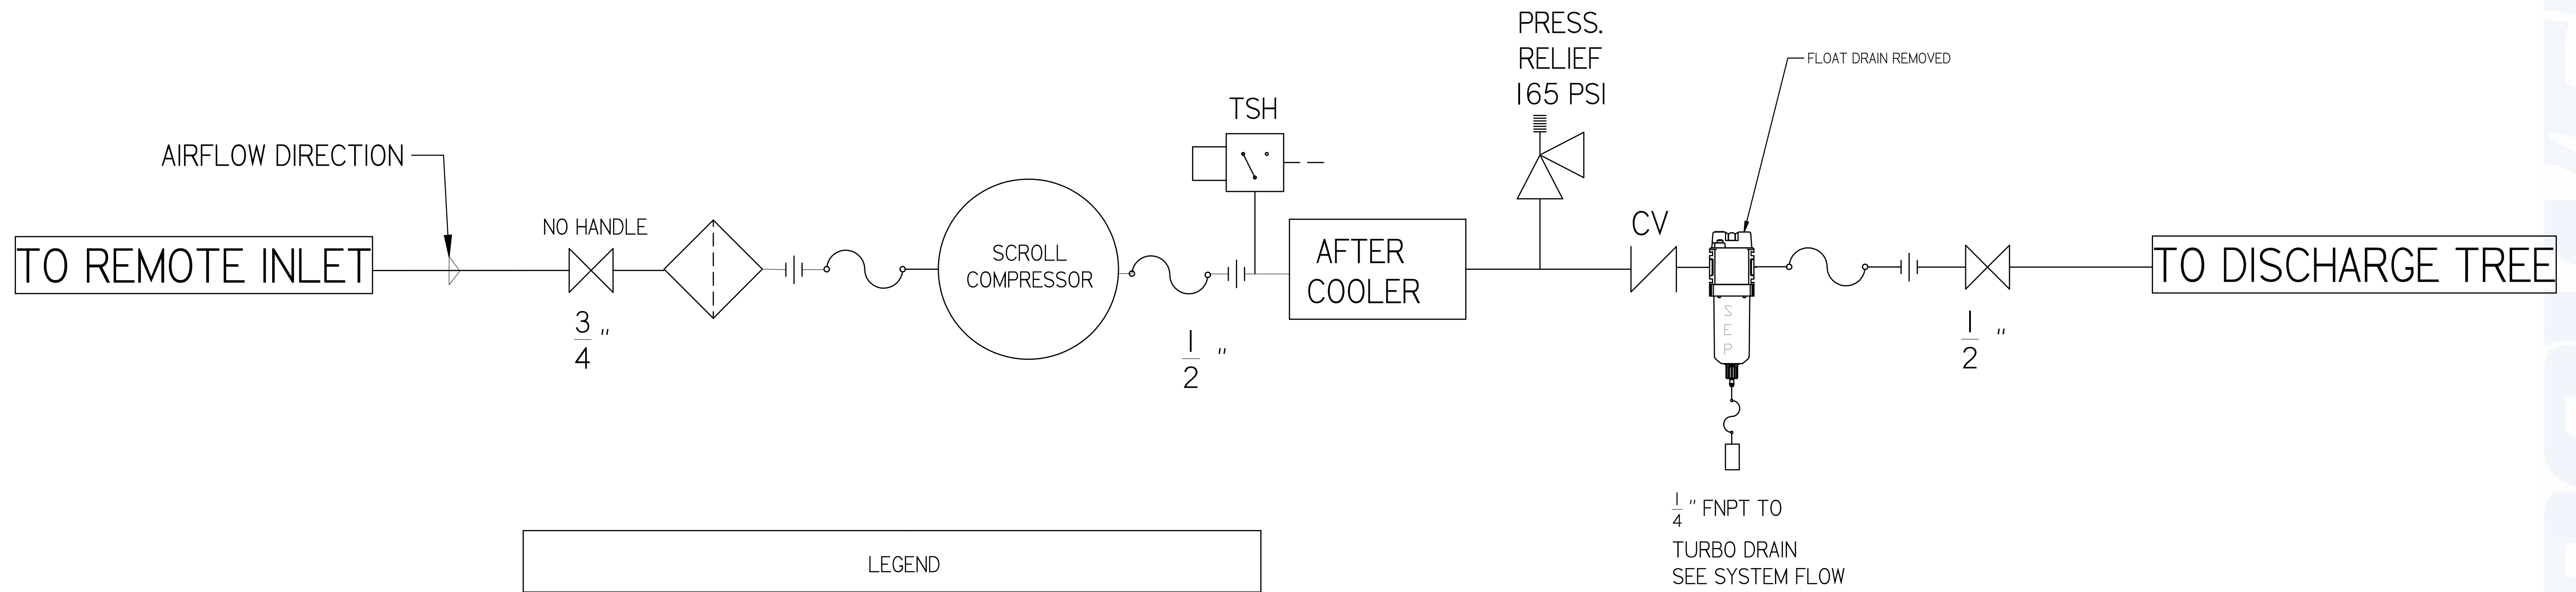 PRESS.
RELIEF
165 PSI
FLOAT DRAIN REMOVED
TSH
AIRFLOW DIRECTION
NO HANDLE
CV
TO REMOTE INLET
SCROLL
COMPRESSOR
AFTER
COOLER
TO DISCHARGE TREE
S
E
P
3/4 "
1/2 "
1/2 "
1/4 " FNPT TO
TURBO DRAIN
SEE SYSTEM FLOW
LEGEND